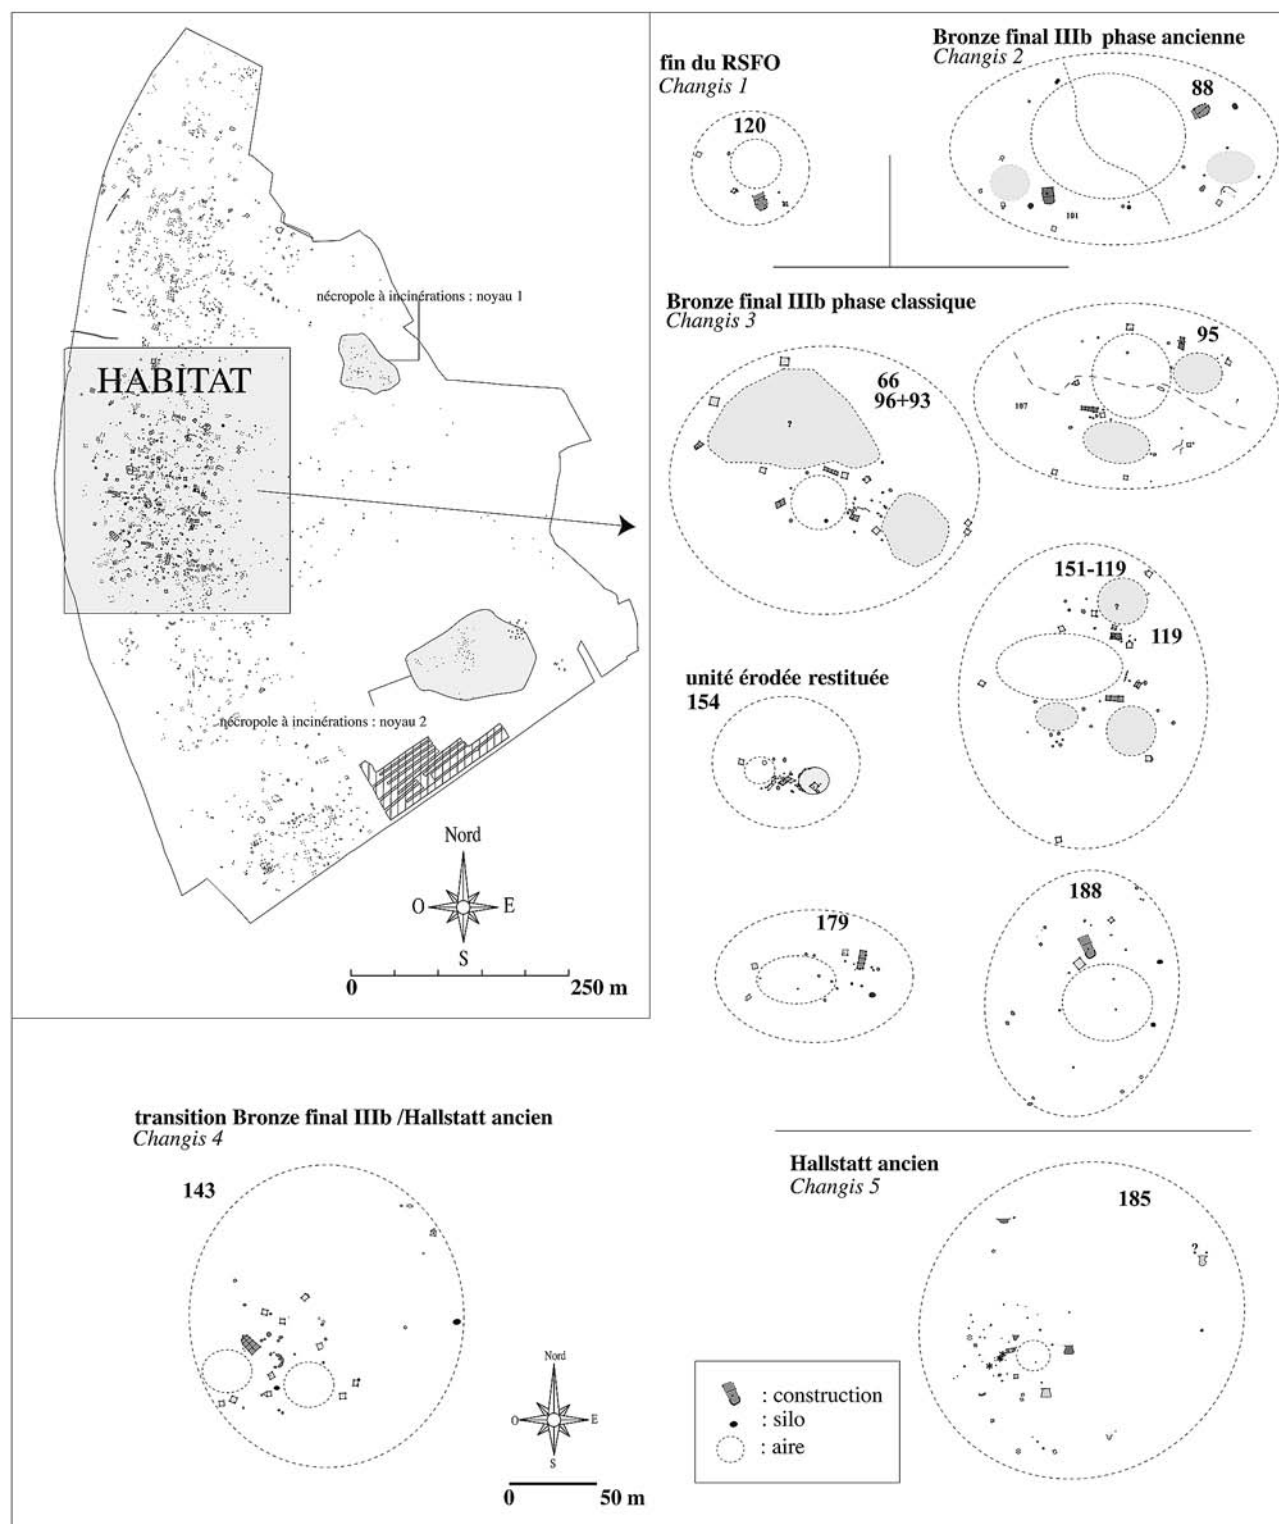 HABITAT
nécropole à incinérations : noyau 1
nécropole à incinérations : noyau 2
Nord
O
E
S
0
250 m
fin du RSFO
Changis 1
120
Bronze final IIIb phase ancienne
Changis 2
88
101
Bronze final IIIb phase classique
Changis 3
66
96+93
?
95
107
?
151-119
?
119
unité érodée restituée
154
179
188
transition Bronze final IIIb /Hallstatt ancien
Changis 4
143
Nord
O
E
S
0
50 m
Hallstatt ancien
Changis 5
185
?
: construction
: silo
: aire